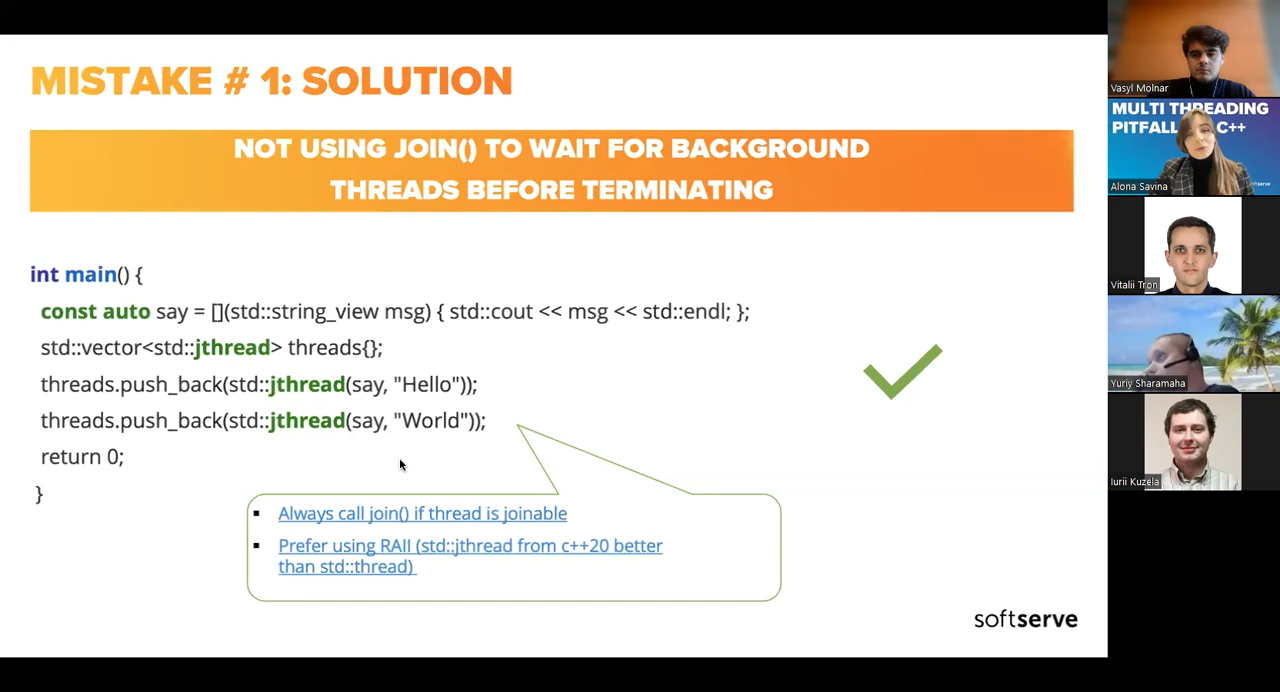 MISTAKE # 1: SOLUTION
NOT USING JOIN() TO WAIT FOR BACKGROUND
THREADS BEFORE TERMINATING
int main() {
const auto say = [](std::string_view msg) { std::cout << msg << std::endl; };
std::vector<std::jthread> threads{};
threads.push_back(std::jthread(say, "Hello"));
threads.push_back(std::jthread(say, "World"));
return 0;
}
Always call join() if thread is joinable
Prefer using RAII (std::jthread from c++20 better
than std::thread)
softserve
Vasyl Molnar
MULTI THREADING
C++
Alona Savina
Vitalii Tron
Yuriy Sharamaha
Iurii Kuzela